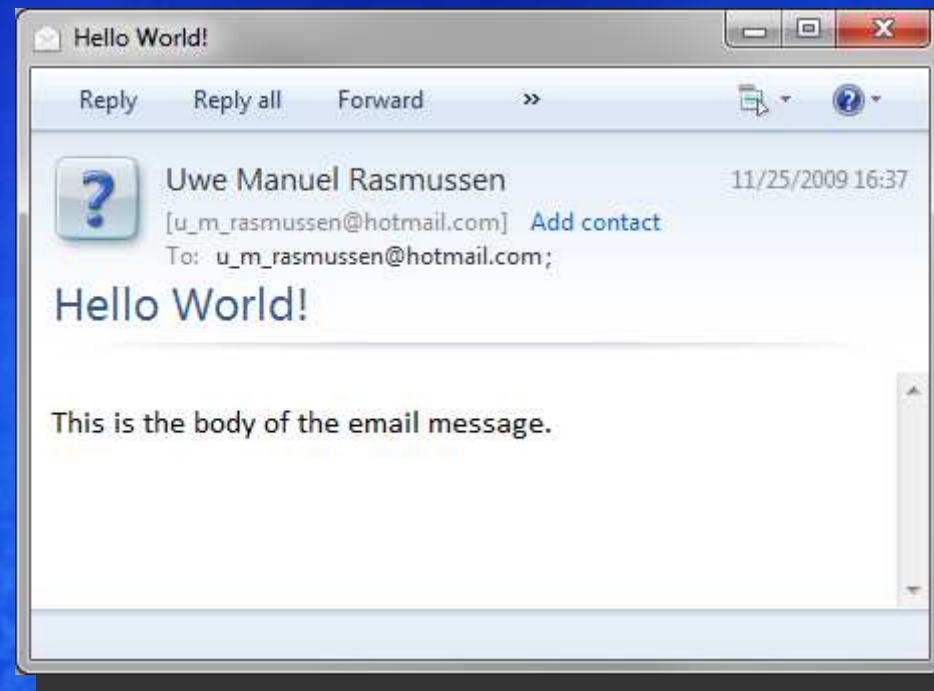 Hello World!
Reply Reply all Forward »
Uwe Manuel Rasmussen 11/25/2009 16:37
[u_m_rasmussen@hotmail.com] Add contact
To: u_m_rasmussen@hotmail.com;
Hello World!
This is the body of the email message.